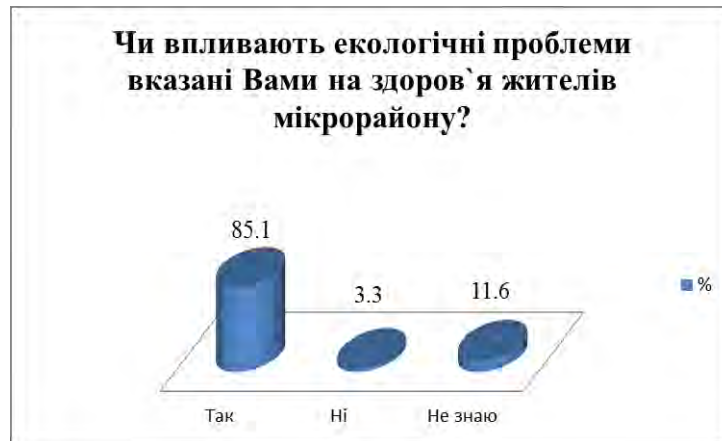 Чи впливають екологічні проблеми
вказані Вами на здоров`я жителів
мікрорайону?
85.1
3.3
11.6
%
Так
Ні
Не знаю